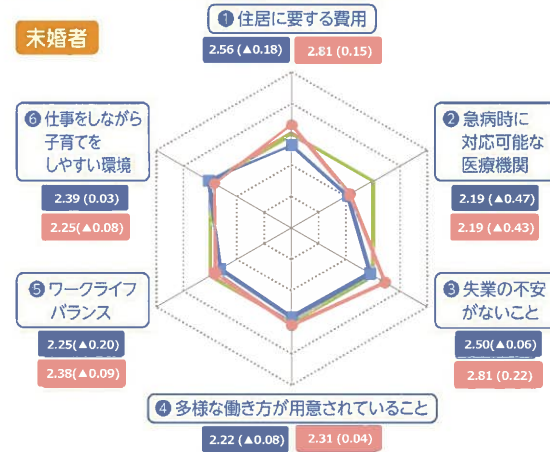 未婚者
❶ 住居に要する費用
2.56 (▲0.18) 2.81 (0.15)
❷ 急病時に
対応可能な
医療機関
2.19 (▲0.47)
2.19 (▲0.43)
❸ 失業の不安
がないこと
2.50 (▲0.06)
2.81 (0.22)
❹ 多様な働き方が用意されていること
2.22 (▲0.08) 2.31 (0.04)
❺ ワークライフ
バランス
2.25(▲0.20)
2.38(▲0.09)
❻ 仕事をしながら
子育てを
しやすい環境
2.39 (0.03)
2.25(▲0.08)